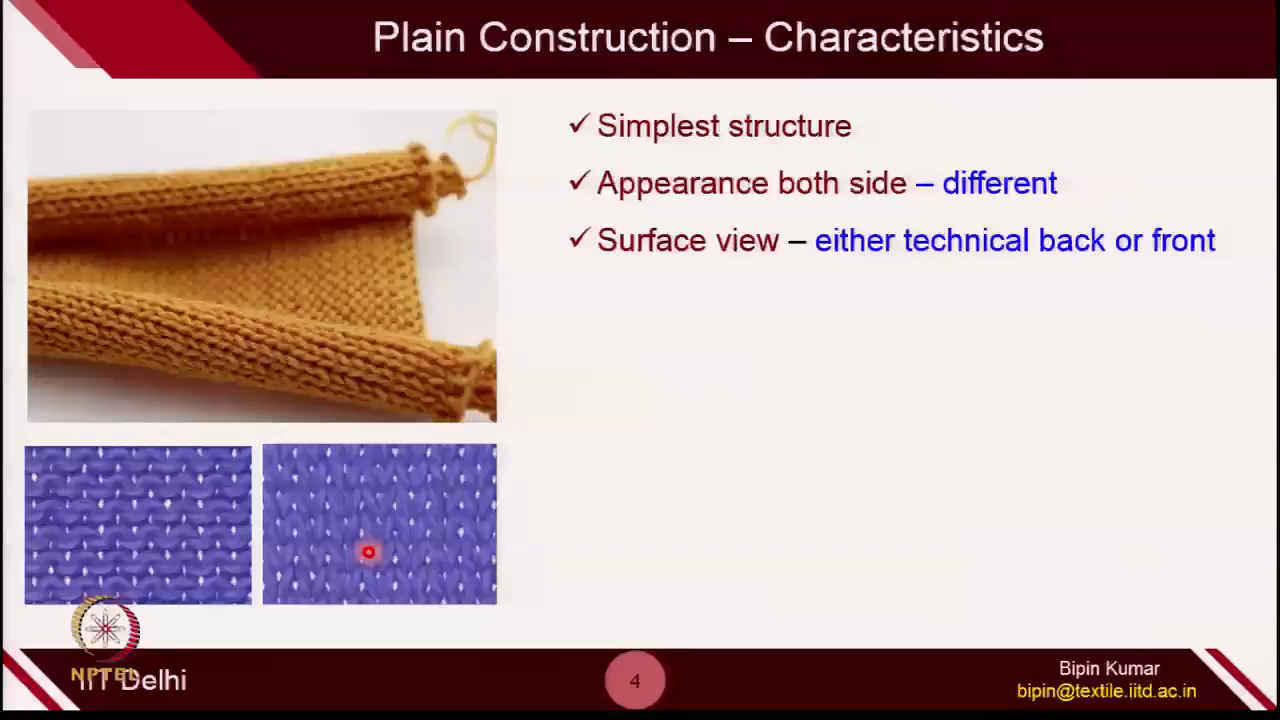 Plain Construction – Characteristics
✓ Simplest structure
✓ Appearance both side – different
✓ Surface view – either technical back or front
NPTEL
IIT Delhi
4
Bipin Kumar
bipin@textile.iitd.ac.in